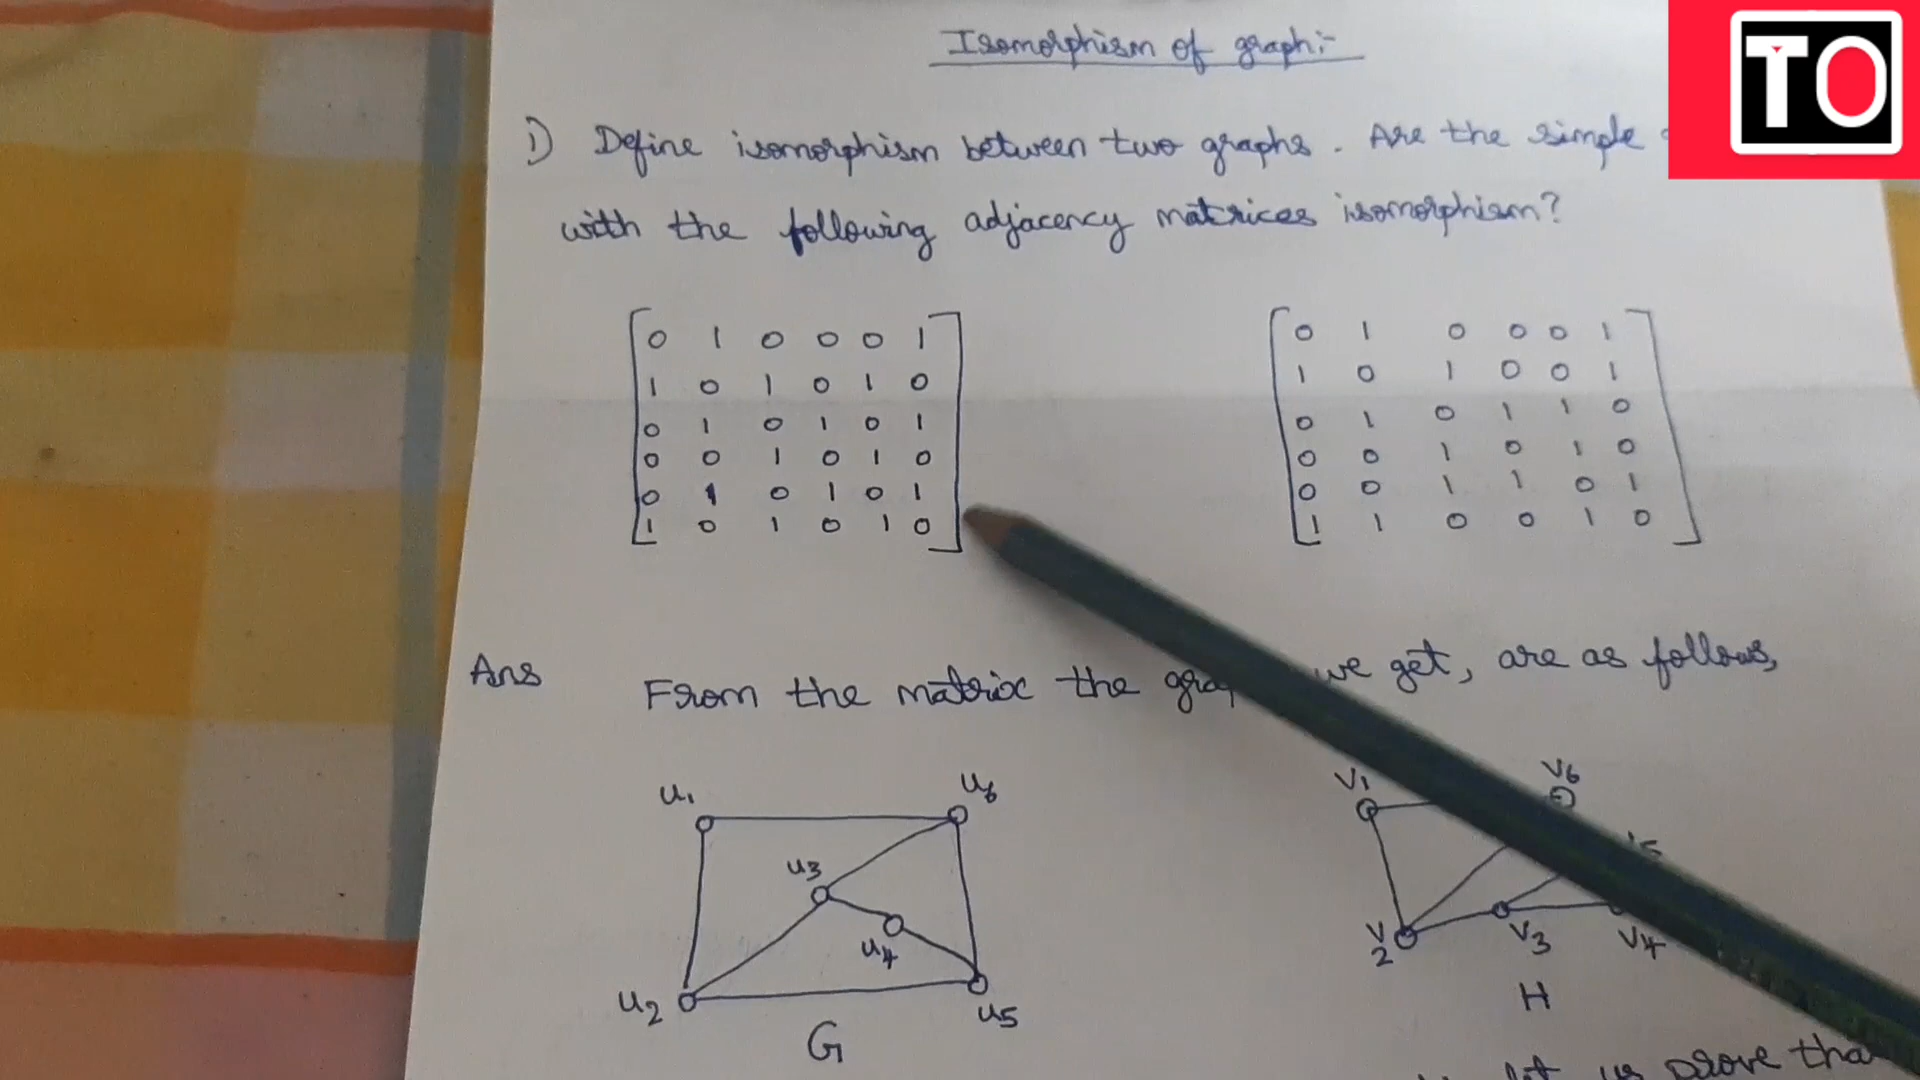 TO
Isomorphism of graph:-
1) Define isomorphism between two graphs. Are the simple
with the following adjacency matrices isomorphism?
0 1 0 0 0 1
1 0 1 0 1 0
0 1 0 1 0 1
0 0 1 0 1 0
0 1 0 1 0 1
1 0 1 0 1 0
0 1 0 0 0 1
1 0 1 0 0 1
0 1 0 1 1 0
0 0 1 0 1 0
0 0 1 1 0 1
1 1 0 0 1 0
Ans From the matrix the we get, are as follows,
u1 u6
u3
u4
u2 u5
G
V1 V6
V2 V3 V4
H
let us prove